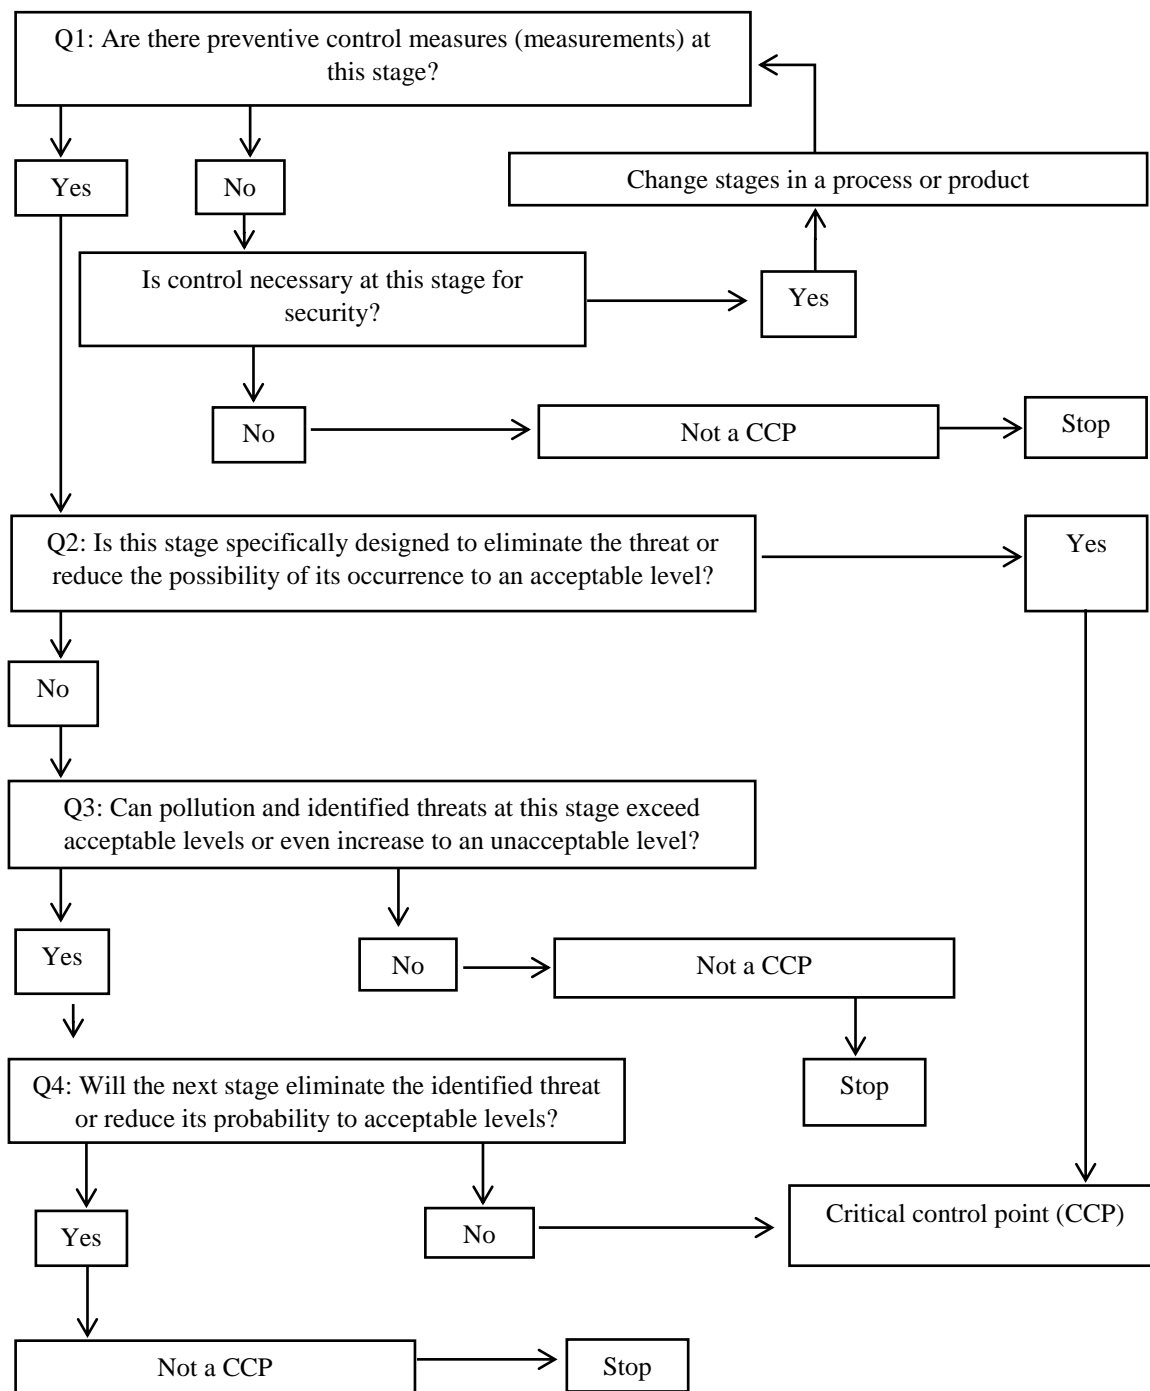 Q1: Are there preventive control measures (measurements) at
this stage?
Yes
No
Change stages in a process or product
Is control necessary at this stage for
security?
Yes
No
Not a CCP
Stop
Q2: Is this stage specifically designed to eliminate the threat or
reduce the possibility of its occurrence to an acceptable level?
Yes
No
Q3: Can pollution and identified threats at this stage exceed
acceptable levels or even increase to an unacceptable level?
Yes
No
Not a CCP
Stop
Q4: Will the next stage eliminate the identified threat
or reduce its probability to acceptable levels?
Yes
No
Critical control point (CCP)
Not a CCP
Stop